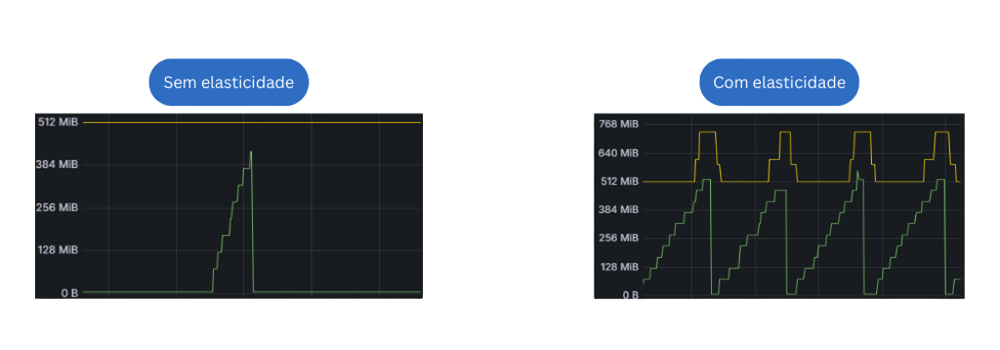 Sem elasticidade
Com elasticidade
512 MiB
384 MiB
256 MiB
128 MiB
0 B
768 MiB
640 MiB
512 MiB
384 MiB
256 MiB
128 MiB
0 B